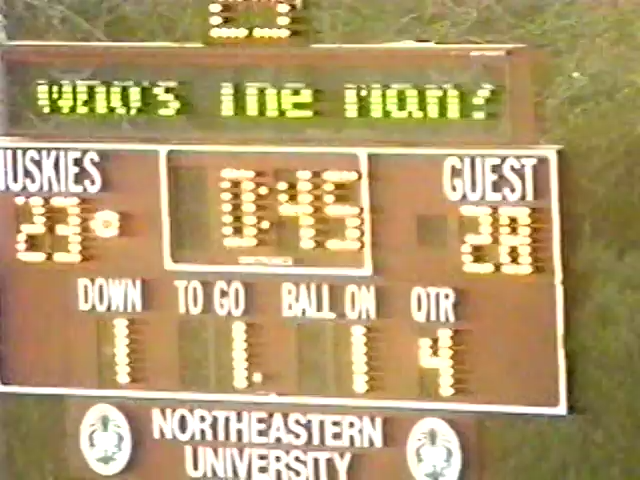 Who's The Man?
HUSKIES GUEST
23 0:45 28
DOWN TO GO BALL ON QTR
1 1 1 4
NORTHEASTERN
UNIVERSITY